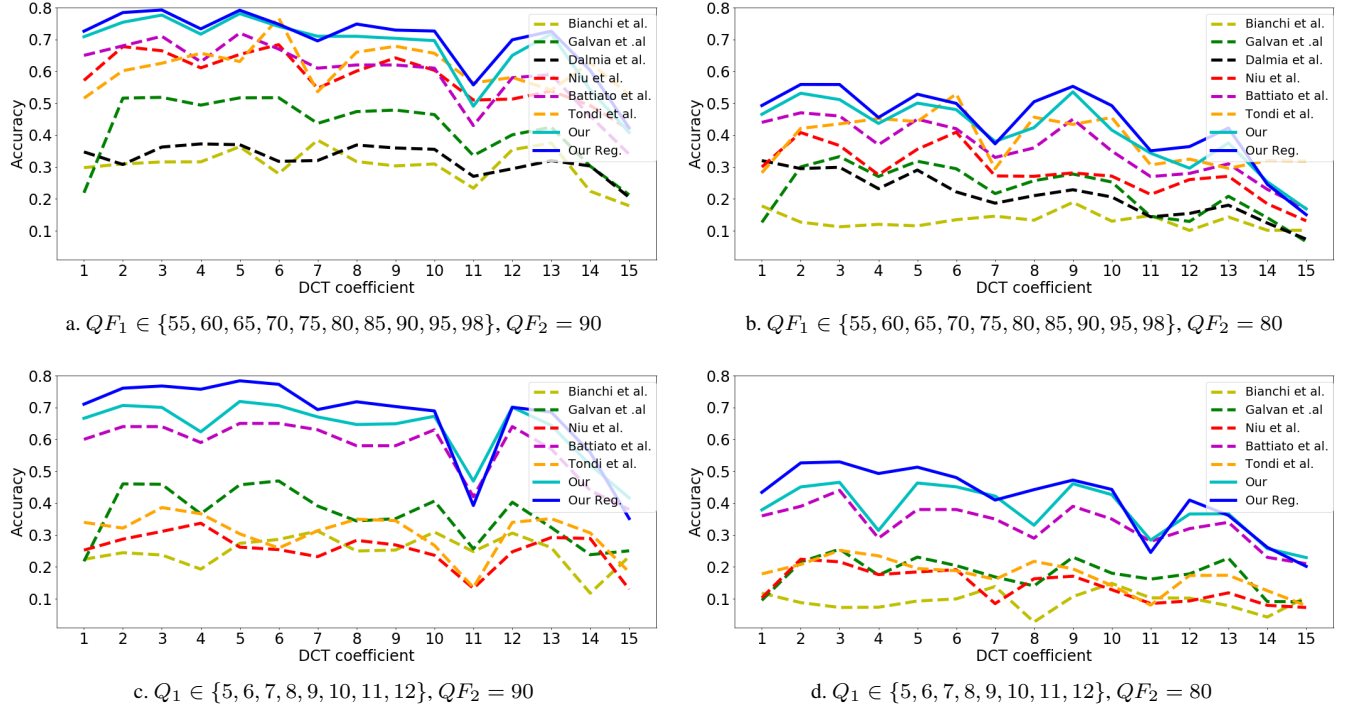 0.8
0.7
0.6
0.5
0.4
0.3
0.2
0.1
Accuracy
1 2 3 4 5 6 7 8 9 10 11 12 13 14 15
DCT coefficient
Bianchi et al.
Galvan et .al
Dalmia et al.
Niu et al.
Battiato et al.
Tondi et al.
Our
Our Reg.
a. QF₁ ∈ {55, 60, 65, 70, 75, 80, 85, 90, 95, 98}, QF₂ = 90
0.8
0.7
0.6
0.5
0.4
0.3
0.2
0.1
Accuracy
1 2 3 4 5 6 7 8 9 10 11 12 13 14 15
DCT coefficient
Bianchi et al.
Galvan et .al
Dalmia et al.
Niu et al.
Battiato et al.
Tondi et al.
Our
Our Reg.
b. QF₁ ∈ {55, 60, 65, 70, 75, 80, 85, 90, 95, 98}, QF₂ = 80
0.8
0.7
0.6
0.5
0.4
0.3
0.2
0.1
Accuracy
1 2 3 4 5 6 7 8 9 10 11 12 13 14 15
DCT coefficient
Bianchi et al.
Galvan et .al
Niu et al.
Battiato et al.
Tondi et al.
Our
Our Reg.
c. Q₁ ∈ {5, 6, 7, 8, 9, 10, 11, 12}, QF₂ = 90
0.8
0.7
0.6
0.5
0.4
0.3
0.2
0.1
Accuracy
1 2 3 4 5 6 7 8 9 10 11 12 13 14 15
DCT coefficient
Bianchi et al.
Galvan et .al
Niu et al.
Battiato et al.
Tondi et al.
Our
Our Reg.
d. Q₁ ∈ {5, 6, 7, 8, 9, 10, 11, 12}, QF₂ = 80